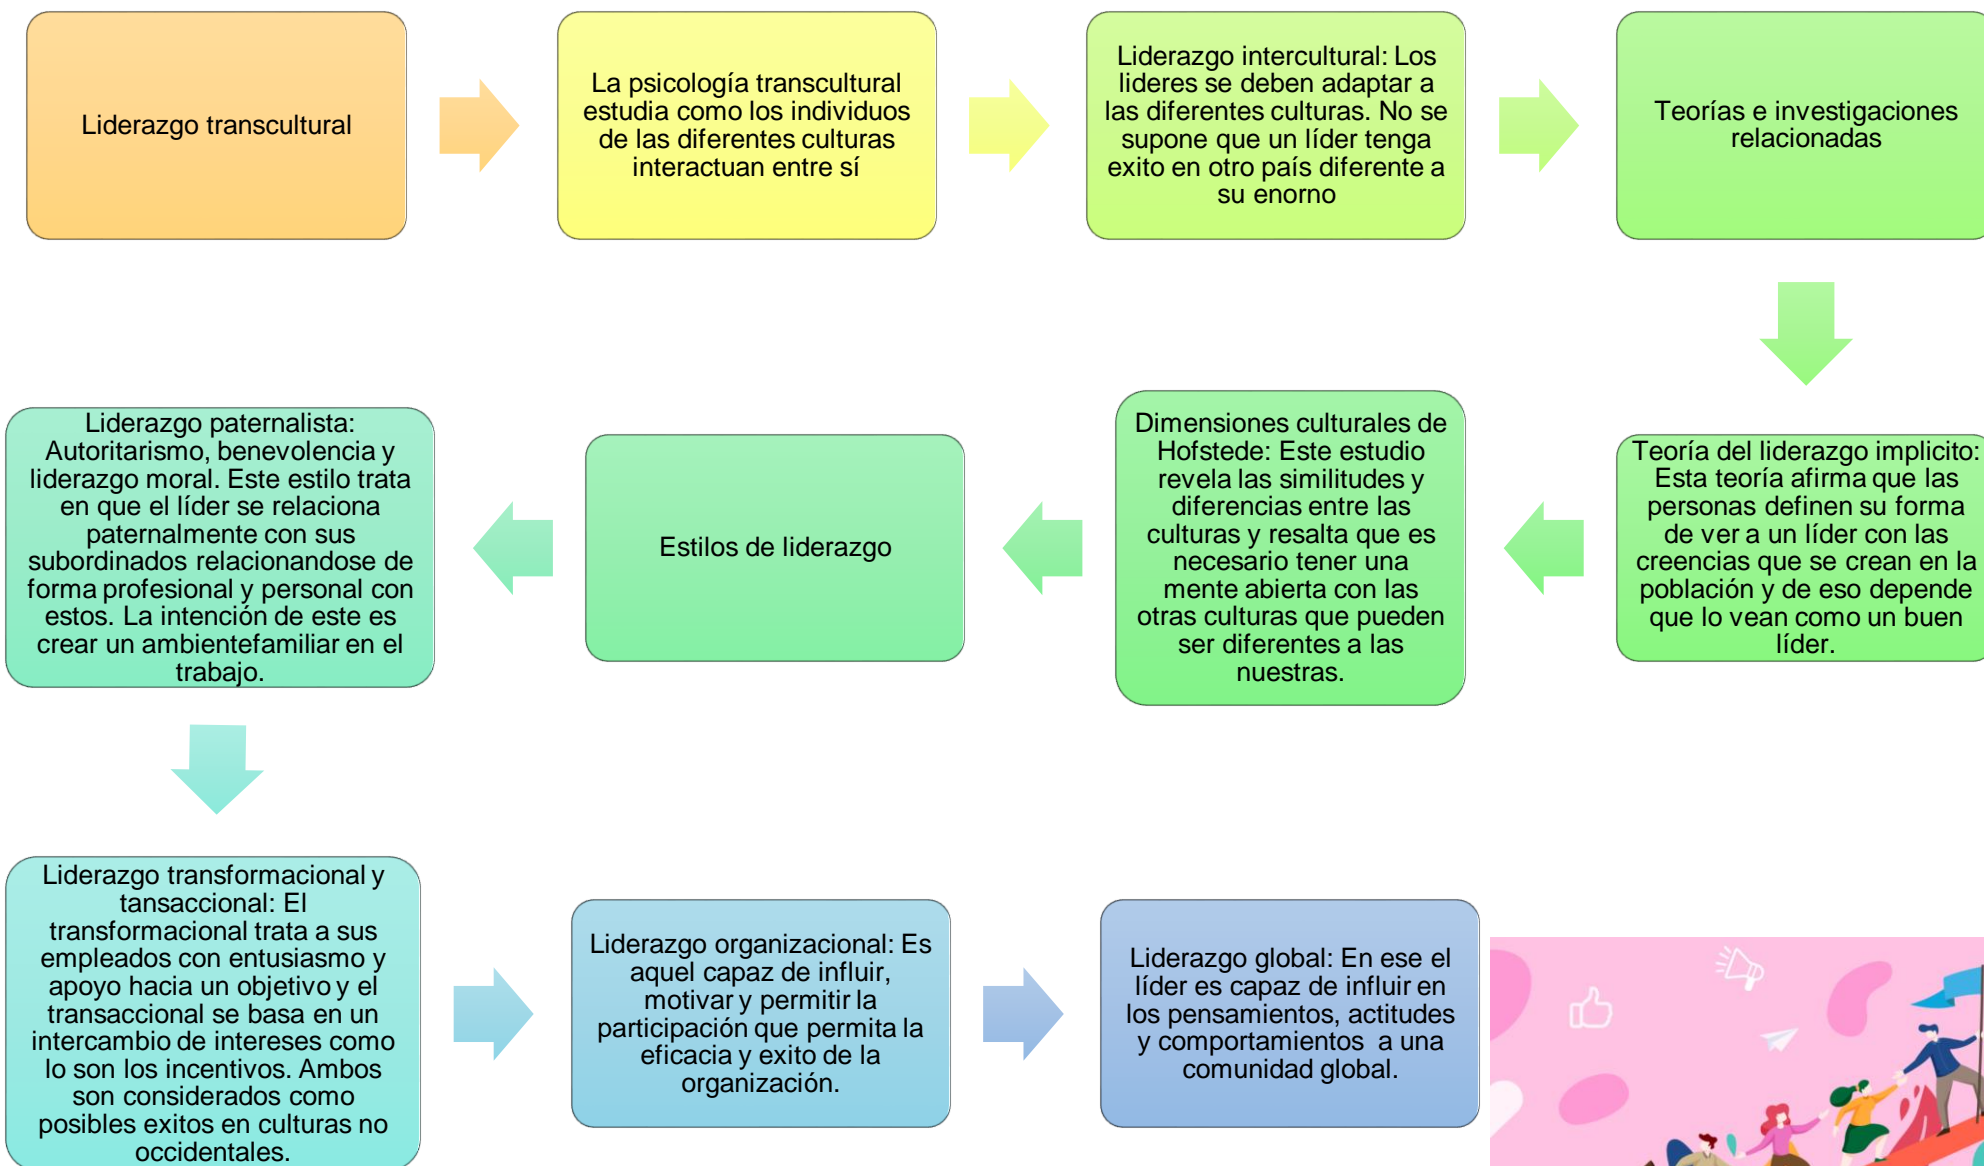 Liderazgo transcultural
La psicología transcultural
estudia como los individuos
de las diferentes culturas
interactuan entre sí
Liderazgo intercultural: Los
lideres se deben adaptar a
las diferentes culturas. No se
supone que un líder tenga
exito en otro país diferente a
su enorno
Teorías e investigaciones
relacionadas
Teoría del liderazgo implicito:
Esta teoría afirma que las
personas definen su forma
de ver a un líder con las
creencias que se crean en la
población y de eso depende
que lo vean como un buen
líder.
Dimensiones culturales de
Hofstede: Este estudio
revela las similitudes y
diferencias entre las
culturas y resalta que es
necesario tener una
mente abierta con las
otras culturas que pueden
ser diferentes a las
nuestras.
Estilos de liderazgo
Liderazgo paternalista:
Autoritarismo, benevolencia y
liderazgo moral. Este estilo trata
en que el líder se relaciona
paternalmente con sus
subordinados relacionandose de
forma profesional y personal con
estos. La intención de este es
crear un ambientefamiliar en el
trabajo.
Liderazgo transformacional y
tansaccional: El
transformacional trata a sus
empleados con entusiasmo y
apoyo hacia un objetivo y el
transaccional se basa en un
intercambio de intereses como
lo son los incentivos. Ambos
son considerados como
posibles exitos en culturas no
occidentales.
Liderazgo organizacional: Es
aquel capaz de influir,
motivar y permitir la
participación que permita la
eficacia y exito de la
organización.
Liderazgo global: En ese el
líder es capaz de influir en
los pensamientos, actitudes
y comportamientos  a una
comunidad global.